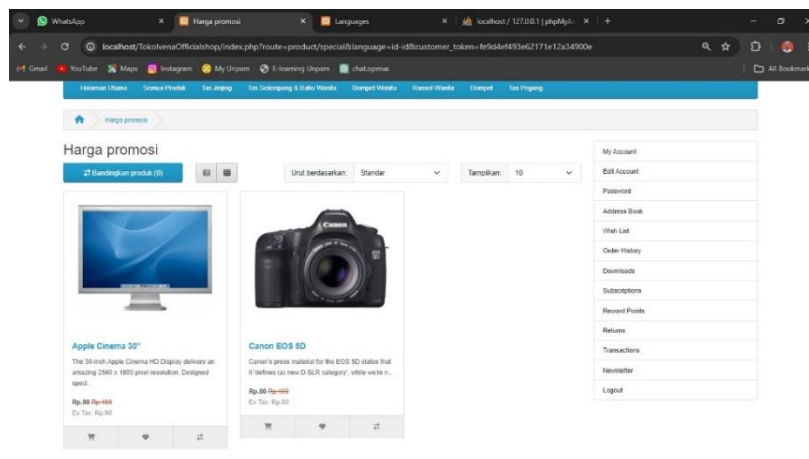 WhatsApp
Harga promosi
Languages
localhost / 127.0.0.1 | phpMyA
localhost/TokoIvenaOfficialshop/index.php?route=product/special&language=id-id&customer_token=fe9d4ef493e62171e12a34900e
Gmail YouTube Maps Instagram My Unpam E-learning Unpam chat.openai All Bookmark
Halaman Utama Semua Produk Tas Jinjing Tas Selempang & Bahu Wanita Dompet Wanita Ransel Wanita Dompet Tas Pegang
Harga promosi
Harga promosi
Bandingkan produk (0)
Urut berdasarkan: Standar
Tampilkan: 10
Canon
Apple Cinema 30"
The 30-inch Apple Cinema HD Display delivers an
amazing 2560 x 1600 pixel resolution. Designed
speci..
Rp.90 Rp.100
Ex Tax: Rp.90
Canon EOS 5D
Canon's press material for the EOS 5D states that
it 'defines (a) new D-SLR category', while we're n..
Rp.80 Rp.100
Ex Tax: Rp.80
My Account
Edit Account
Password
Address Book
Wish List
Order History
Downloads
Subscriptions
Reward Points
Returns
Transactions
Newsletter
Logout